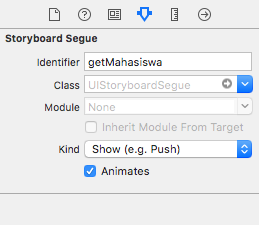 Storyboard Segue
Identifier getMahasiswa
Class UIStoryboardSegue
Module None
Inherit Module From Target
Kind Show (e.g. Push)
Animates